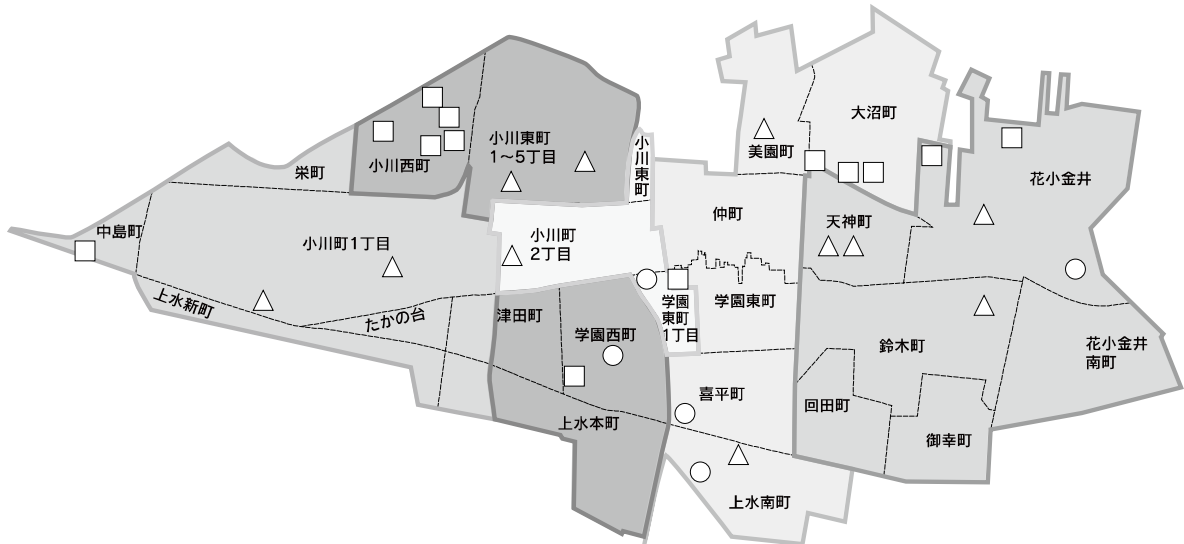 大沼町
小川東町
1〜5丁目
小川東町
美園町
小川西町
栄町
花小金井
仲町
天神町
中島町
小川町1丁目
小川町
2丁目
上水新町
たかの台
津田町
学園西町
学園
東町
1丁目
学園東町
鈴木町
花小金井
南町
喜平町
回田町
上水本町
御幸町
上水南町